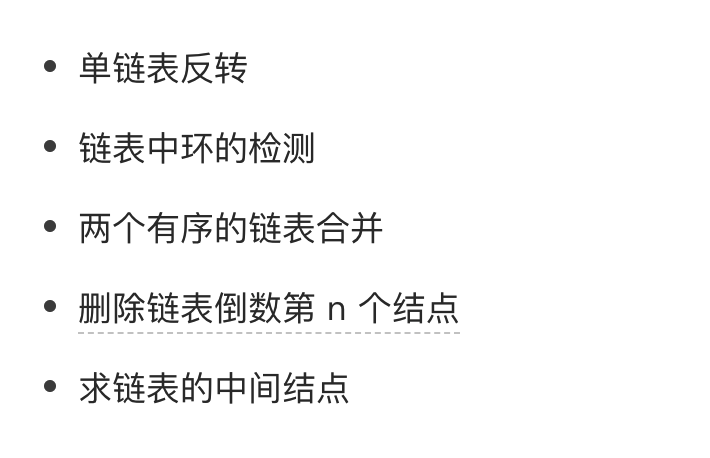 单链表反转
链表中环的检测
两个有序的链表合并
删除链表倒数第 n 个结点
求链表的中间结点